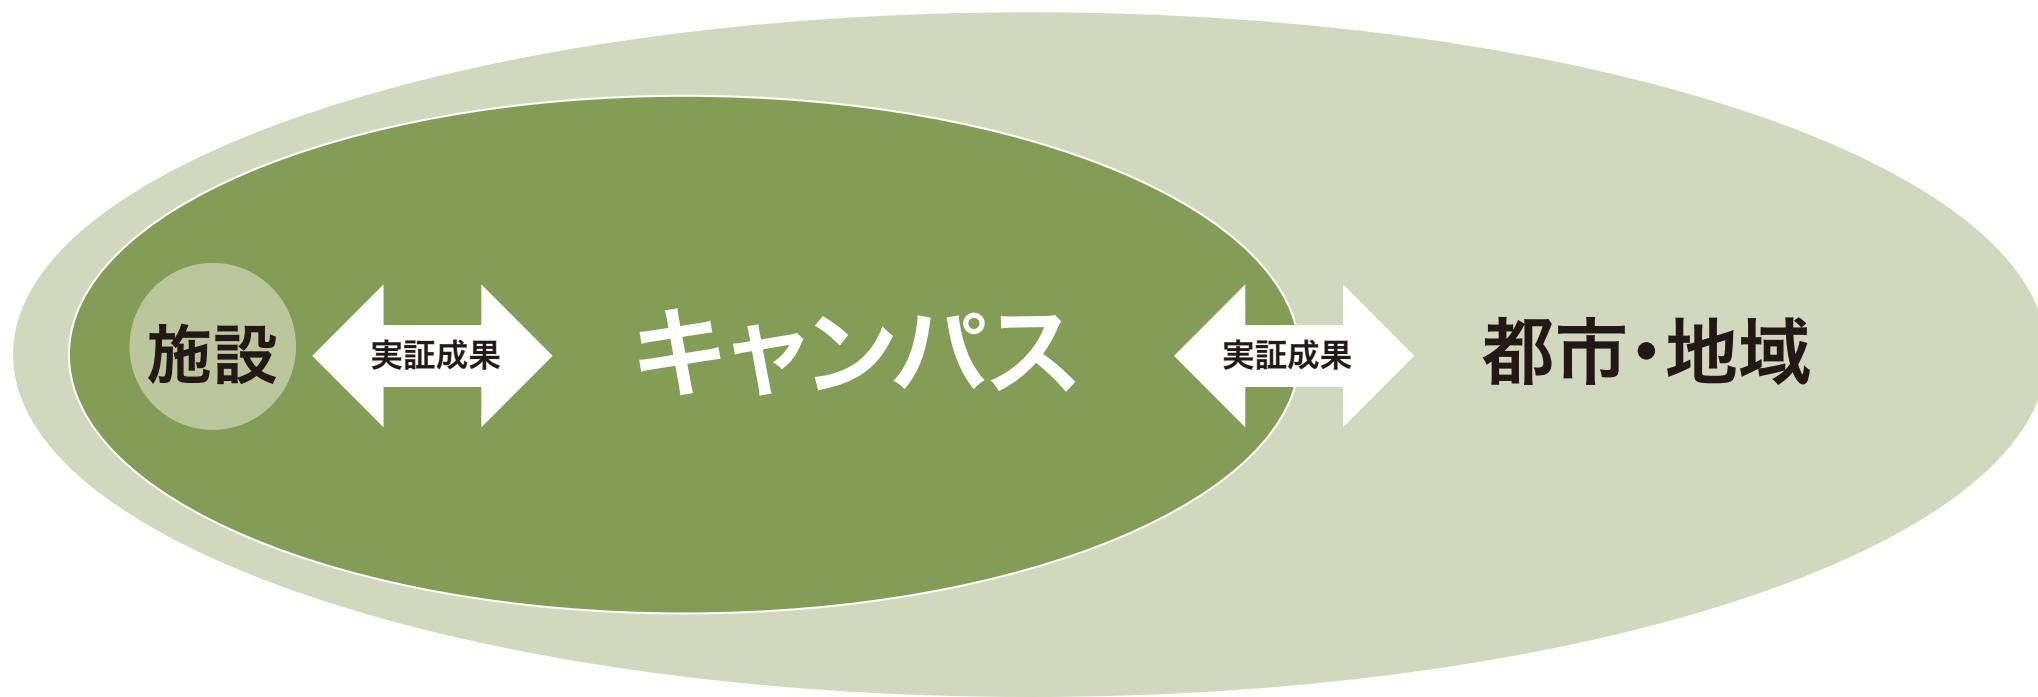 施設
実証成果
キャンパス
実証成果
都市・地域